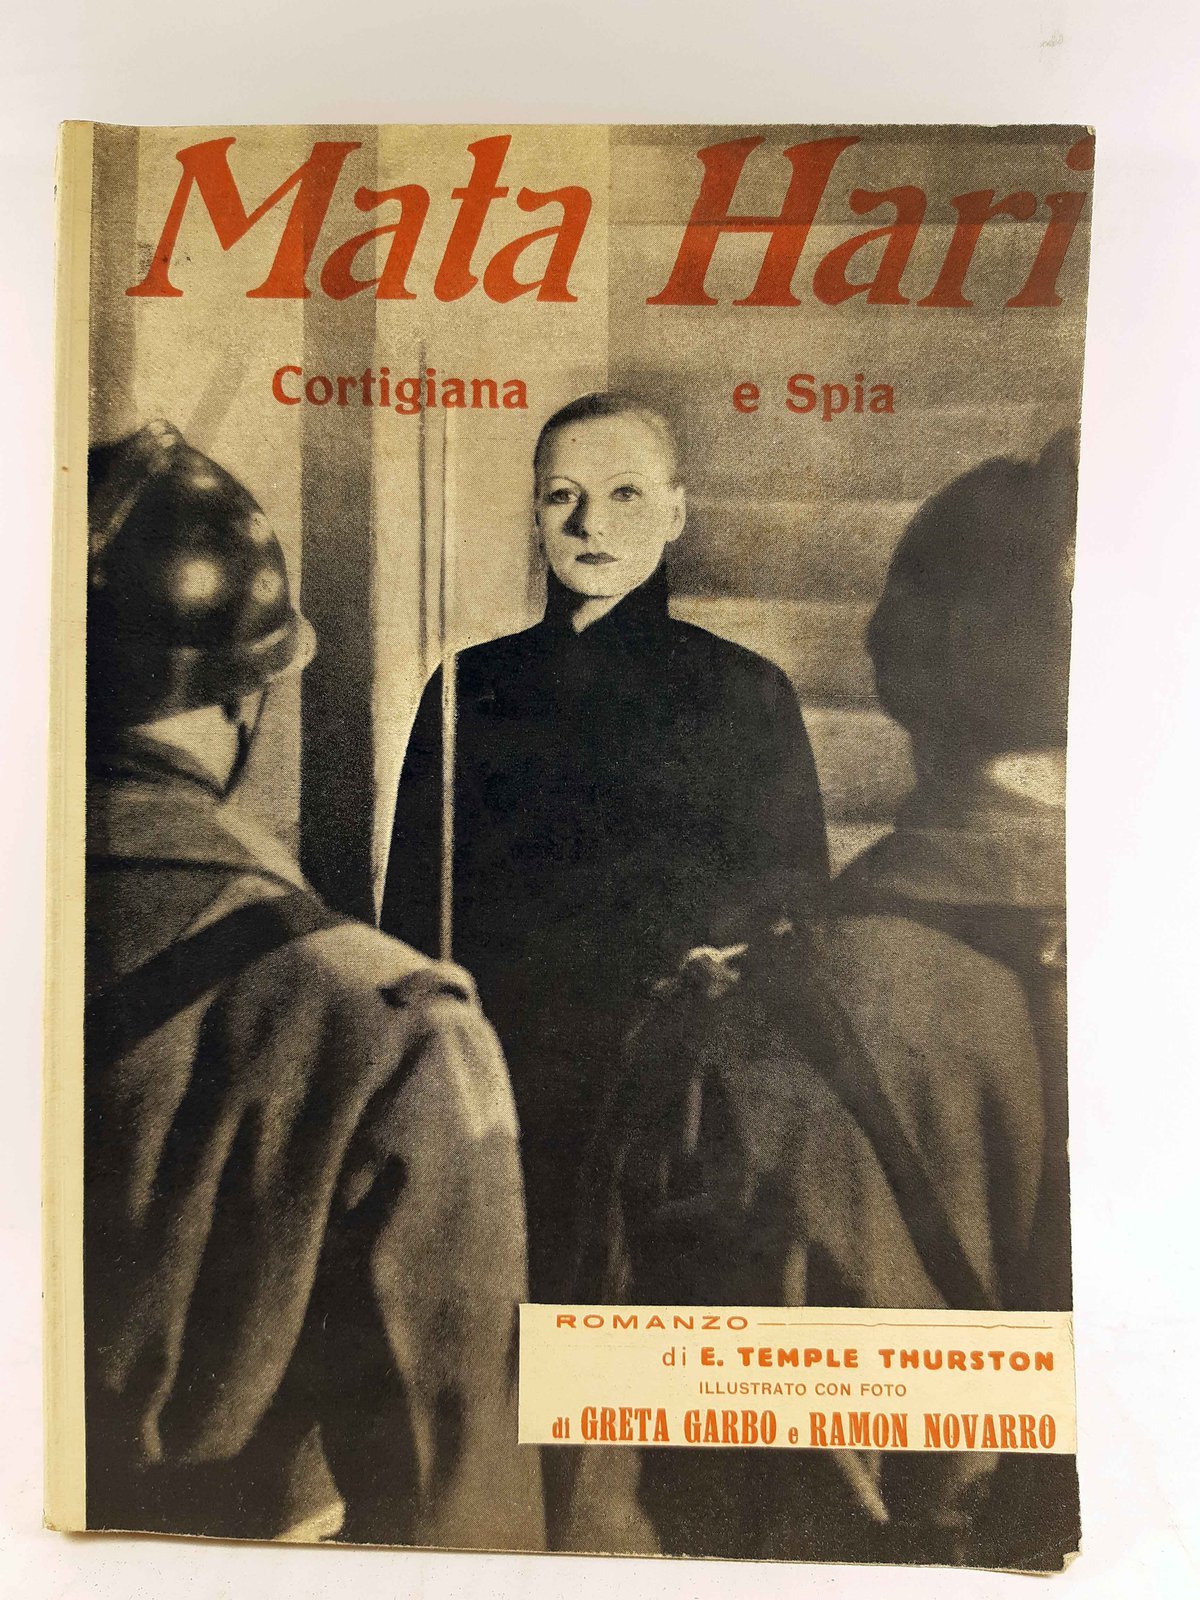 Mata Hari
Cortigiana e Spia
ROMANZO
di E. TEMPLE THURSTON
ILLUSTRATO CON FOTO
di GRETA GARBO e RAMON NOVARRO